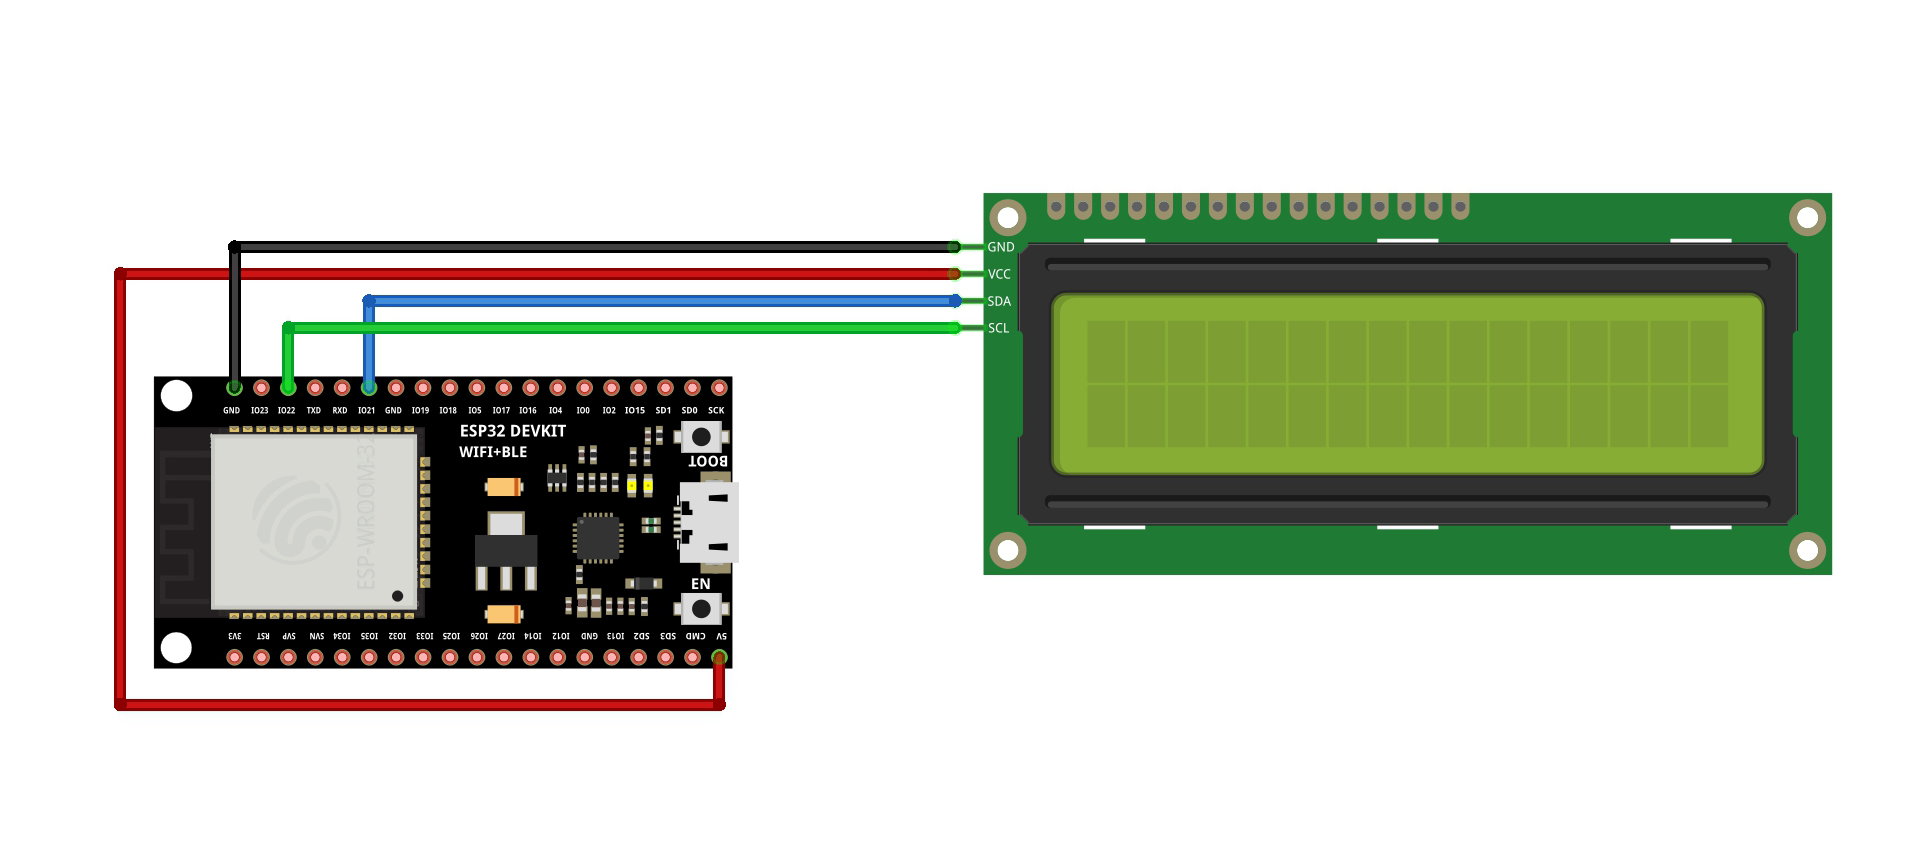 GND
VCC
SDA
SCL
GND IO23 IO22 TXD RXD IO21 GND IO19 IO18 IO5 IO17 IO16 IO4 IO0 IO2 IO15 SD1 SD0 SCK
ESP32 DEVKIT
WIFI+BLE
BOOT
ESP-WROOM-32
EN
3V3 RST SVP SVN IO34 IO35 IO32 IO33 IO25 IO26 IO27 IO14 IO12 GND IO13 SD2 SD3 CMD 5V